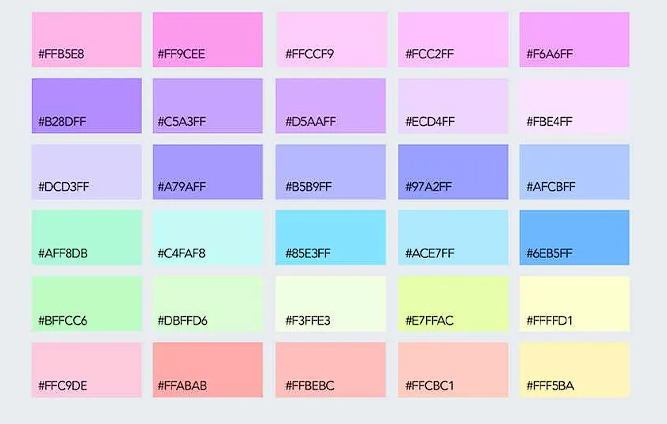 #FFB5E8 #FF9CEE #FFCCF9 #FCC2FF #F6A6FF
#B28DFF #C5A3FF #D5AAFF #ECD4FF #FBE4FF
#DCD3FF #A79AFF #B5B9FF #97A2FF #AFCBFF
#AFF8DB #C4FAF8 #85E3FF #ACE7FF #6EB5FF
#BFFCC6 #DBFFD6 #F3FFE3 #E7FFAC #FFFFD1
#FFC9DE #FFABAB #FFBEBC #FFCBC1 #FFF5BA